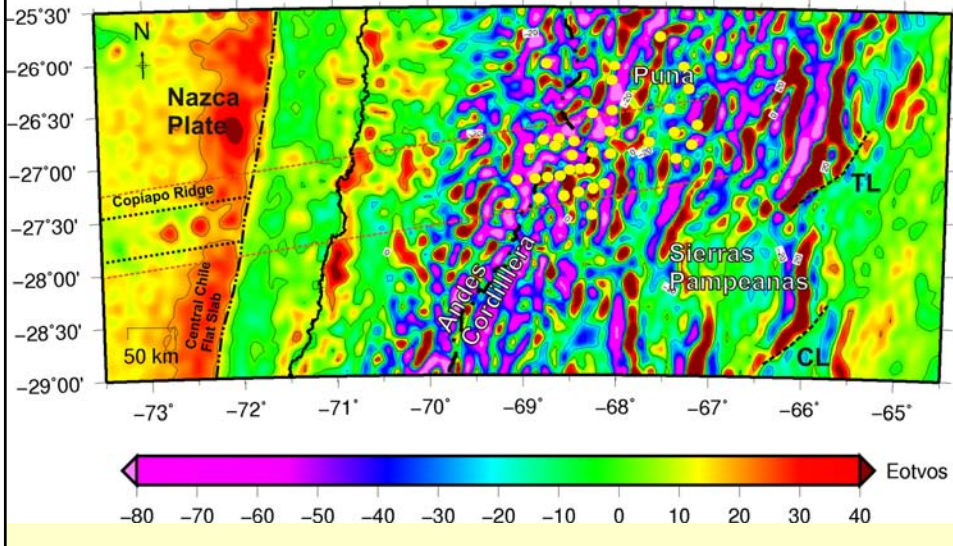 −25˚30'
−26˚00'
−26˚30'
−27˚00'
−27˚30'
−28˚00'
−28˚30'
−29˚00'
N
Nazca
Plate
Copiapo Ridge
Central Chile
Flat Slab
50 km
Puna
Andes
Cordillera
Sierras
Pampeanas
TL
CL
−73˚ −72˚ −71˚ −70˚ −69˚ −68˚ −67˚ −66˚ −65˚
Eotvos
−80 −70 −60 −50 −40 −30 −20 −10 0 10 20 30 40